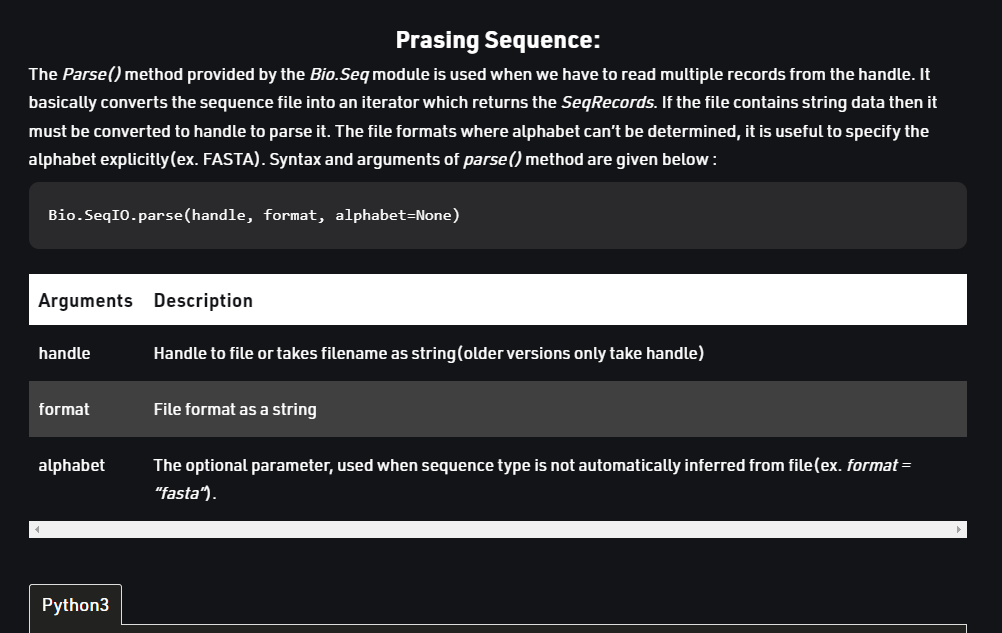 Prasing Sequence:
The Parse() method provided by the Bio.Seq module is used when we have to read multiple records from the handle. It
basically converts the sequence file into an iterator which returns the SeqRecords. If the file contains string data then it
must be converted to handle to parse it. The file formats where alphabet can’t be determined, it is useful to specify the
alphabet explicitly(ex. FASTA). Syntax and arguments of parse() method are given below :
Bio.SeqIO.parse(handle, format, alphabet=None)
Arguments Description
handle Handle to file or takes filename as string(older versions only take handle)
format File format as a string
alphabet The optional parameter, used when sequence type is not automatically inferred from file(ex. format =
“fasta”).
Python3